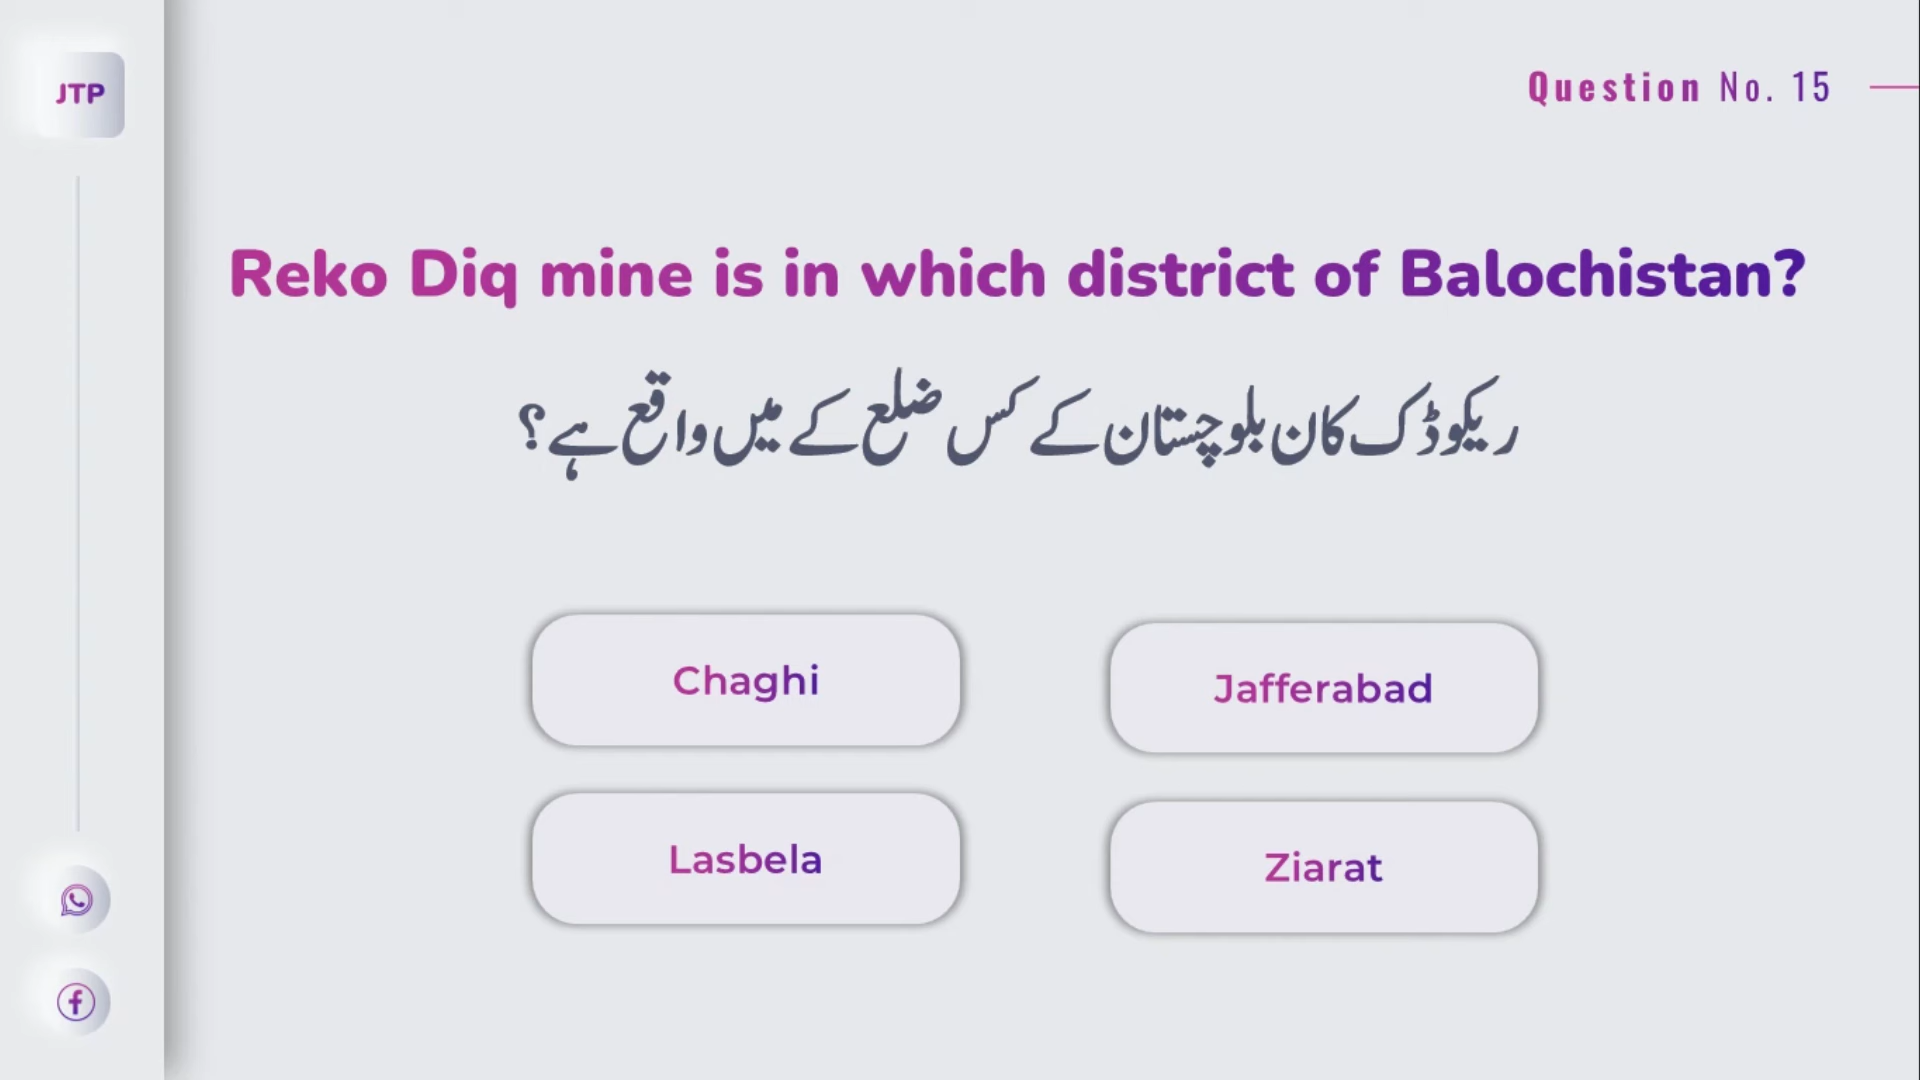 JTP
Question No. 15
Reko Diq mine is in which district of Balochistan?
ریکوڈک کان بلوچستان کے کس ضلع کے میں واقع ہے؟
Chaghi
Jafferabad
Lasbela
Ziarat